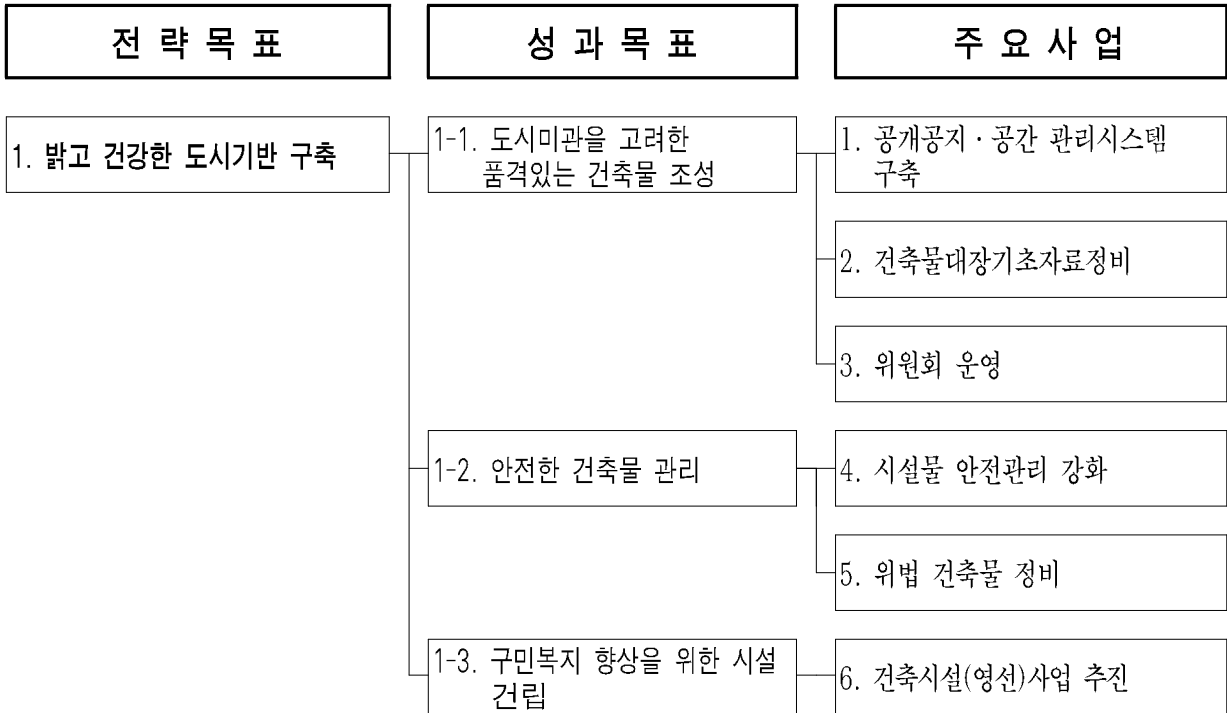 전 략 목 표
성 과 목 표
주 요 사 업
1. 밝고 건강한 도시기반 구축
1-1. 도시미관을 고려한
품격있는 건축물 조성
1. 공개공지·공간 관리시스템
구축
2. 건축물대장기초자료정비
3. 위원회 운영
1-2. 안전한 건축물 관리
4. 시설물 안전관리 강화
5. 위법 건축물 정비
1-3. 구민복지 향상을 위한 시설
건립
6. 건축시설(영선)사업 추진